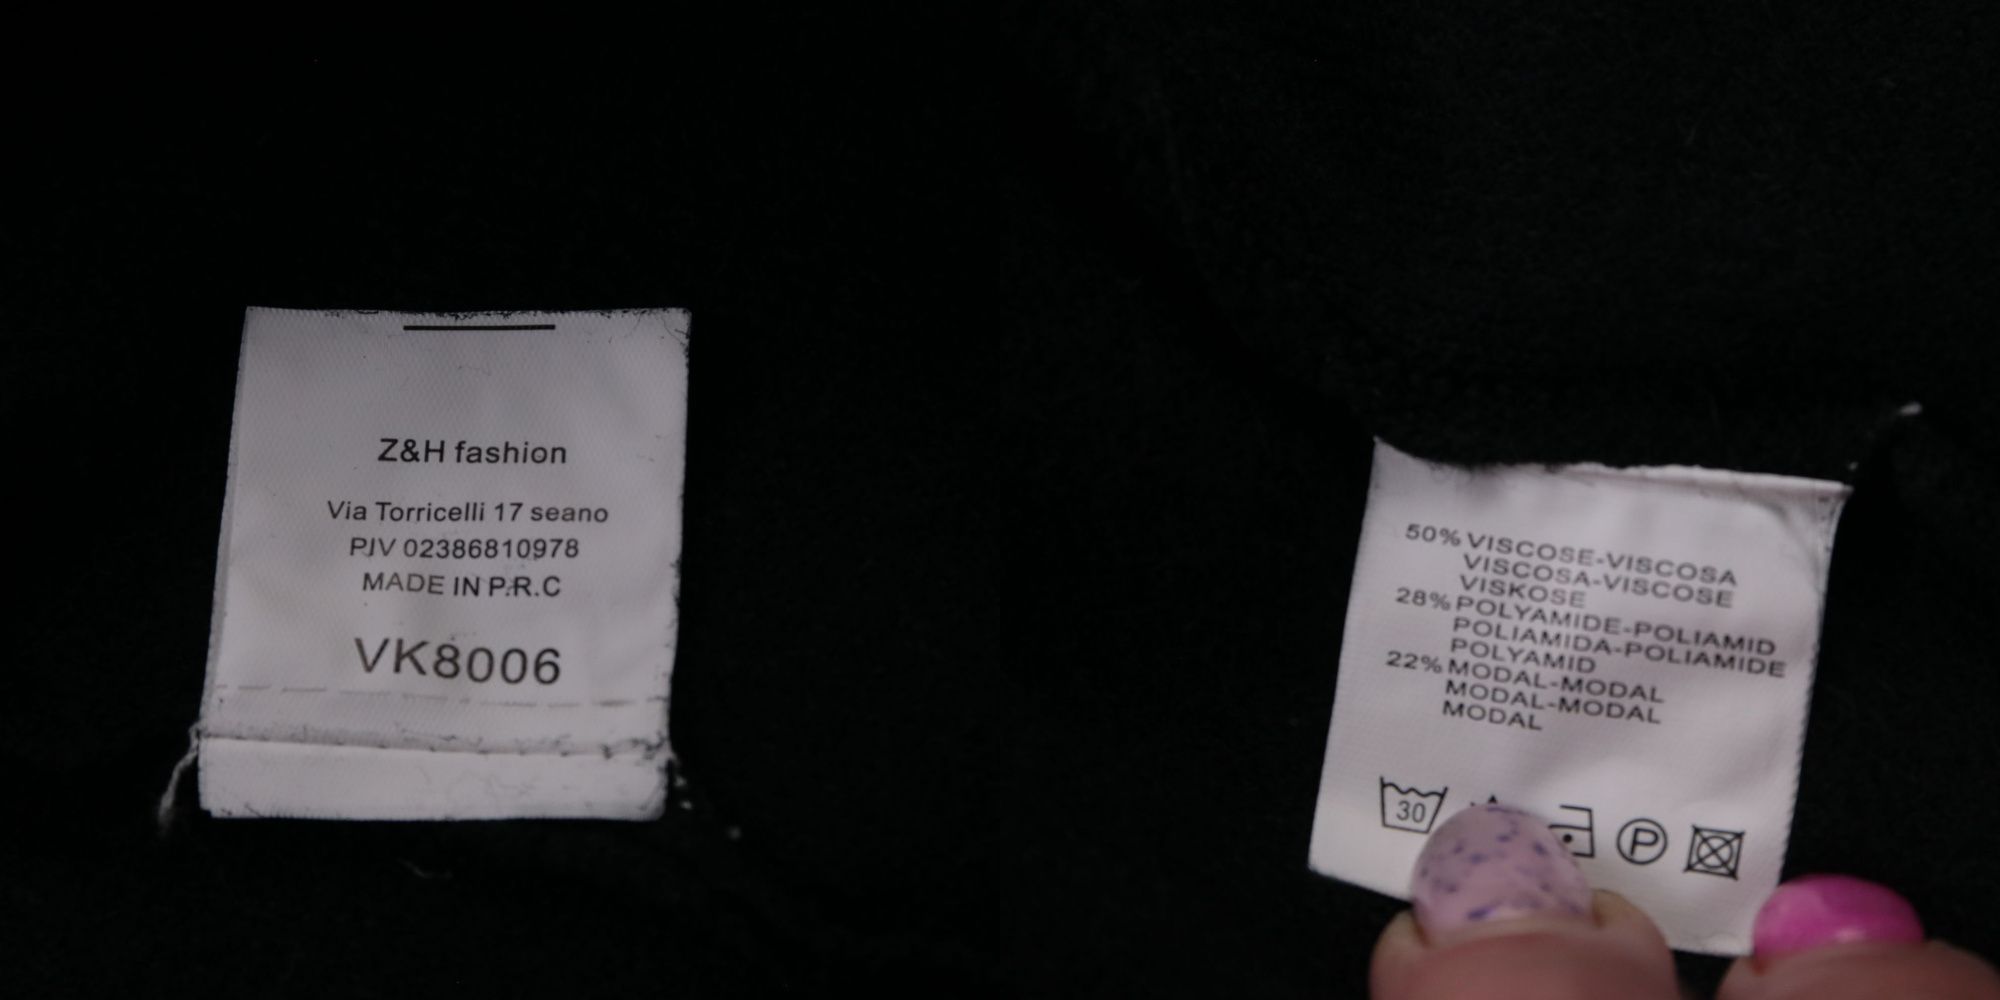 Z&H fashion
Via Torricelli 17 seano
P.IV 02386810978
MADE IN P.R.C
VK8006
50% VISCOSE-VISCOSA
VISCOSA-VISCOSE
VISKOSE
28% POLYAMIDE-POLIAMID
POLIAMIDA-POLIAMIDE
POLYAMID
22% MODAL-MODAL
MODAL-MODAL
MODAL
30
P